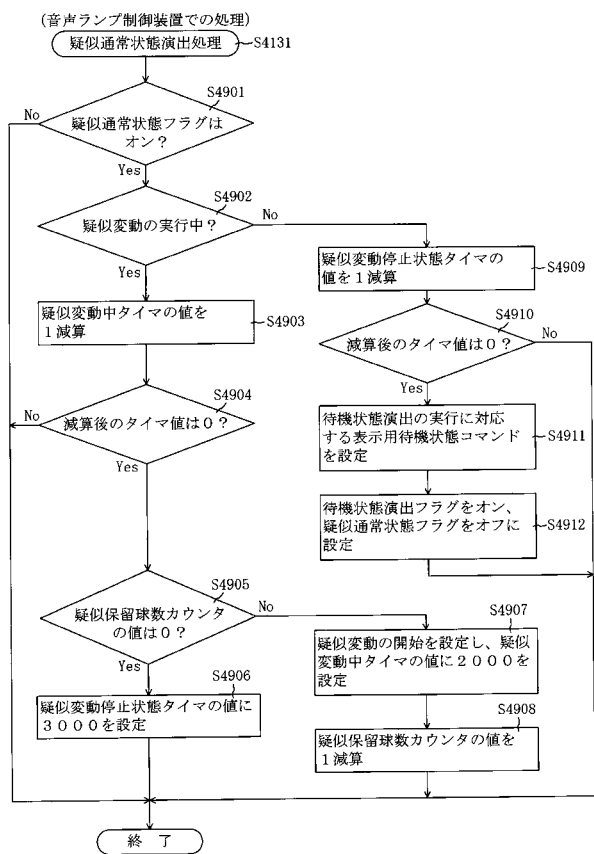 (音声ランプ制御装置での処理)
疑似通常状態演出処理
S4131
S4901
疑似通常状態フラグは
オン?
No
Yes
S4902
疑似変動の実行中?
No
Yes
疑似変動中タイマの値を
1減算
S4903
S4904
減算後のタイマ値は0?
No
Yes
疑似変動停止状態タイマの
値を1減算
S4909
S4910
減算後のタイマ値は0?
No
Yes
待機状態演出の実行に対応
する表示用待機状態コマンド
を設定
S4911
待機状態演出フラグをオン、
疑似通常状態フラグをオフに
設定
S4912
S4905
疑似保留球数カウンタ
の値は0?
No
Yes
S4906
疑似変動停止状態タイマの値に
3000を設定
S4907
疑似変動の開始を設定し、疑似
変動中タイマの値に2000を
設定
S4908
疑似保留球数カウンタの値を
1減算
終 了